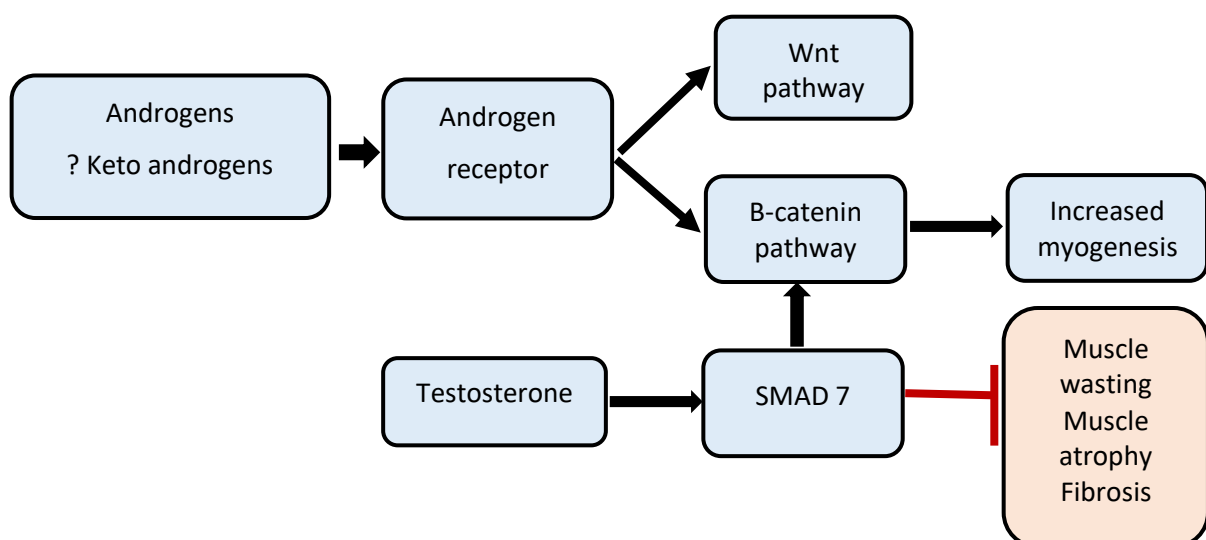 Androgens
? Keto androgens
Androgen
receptor
Wnt
pathway
B-catenin
pathway
Increased
myogenesis
Testosterone
SMAD 7
Muscle
wasting
Muscle
atrophy
Fibrosis